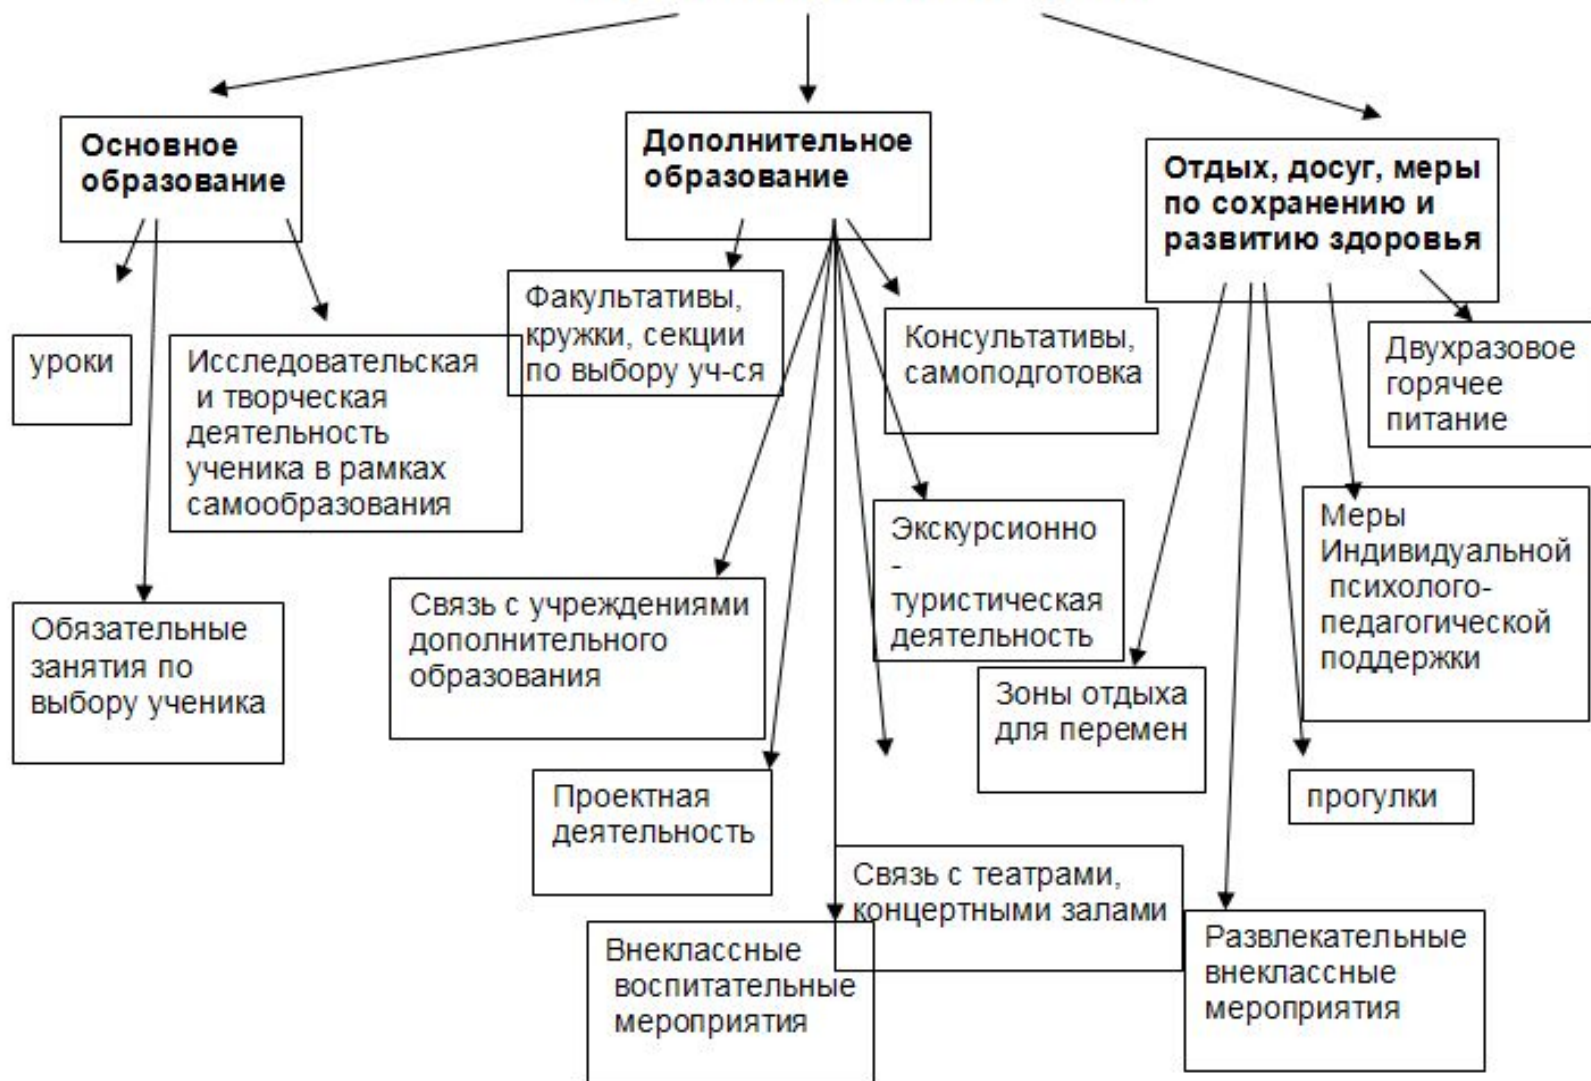 Основное
образование
Дополнительное
образование
Отдых, досуг, меры
по сохранению и
развитию здоровья
уроки
Исследовательская
и творческая
деятельность
ученика в рамках
самообразования
Обязательные
занятия по
выбору ученика
Факультативы,
кружки, секции
по выбору уч-ся
Консультативы,
самоподготовка
Экскурсионно
-
туристическая
деятельность
Связь с учреждениями
дополнительного
образования
Проектная
деятельность
Связь с театрами,
концертными залами
Внеклассные
воспитательные
мероприятия
Двухразовое
горячее
питание
Меры
Индивидуальной
психолого-
педагогической
поддержки
Зоны отдыха
для перемен
прогулки
Развлекательные
внеклассные
мероприятия